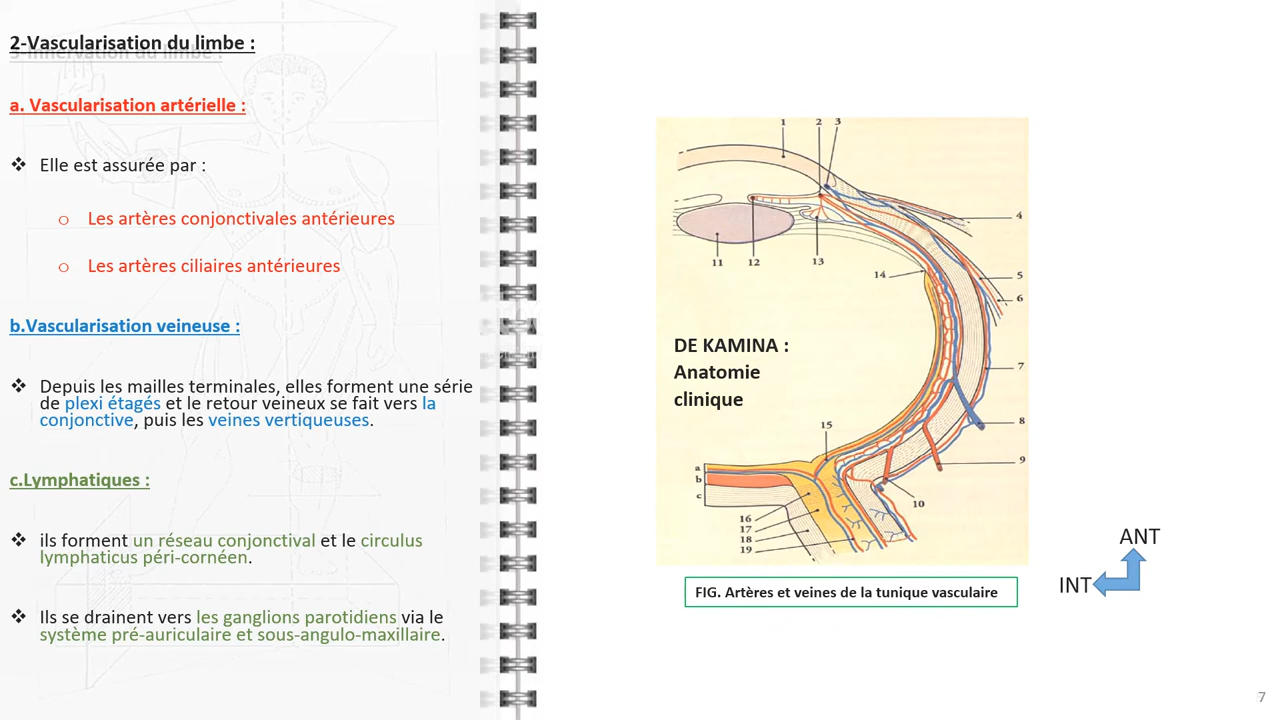 2-Vascularisation du limbe :
3-Innervation du limbe :
a. Vascularisation artérielle :
❖ Elle est assurée par :
o Les artères conjonctivales antérieures
o Les artères ciliaires antérieures
b.Vascularisation veineuse :
❖ Depuis les mailles terminales, elles forment une série
de plexi étagés et le retour veineux se fait vers la
conjonctive, puis les veines vertiqueuses.
c.Lymphatiques :
❖ ils forment un réseau conjonctival et le circulus
lymphaticus péri-cornéen.
❖ Ils se drainent vers les ganglions parotidiens via le
système pré-auriculaire et sous-angulo-maxillaire.
1 2 3
4
11 12 13
14
5
6
DE KAMINA :
Anatomie
clinique
7
8
15
9
a
b
c
10
16
17
18
19
FIG. Artères et veines de la tunique vasculaire
ANT
INT
7